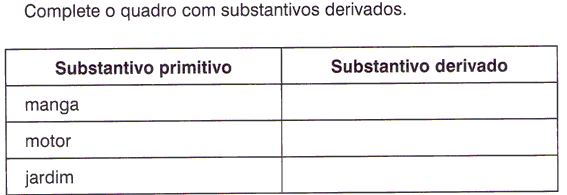 Complete o quadro com substantivos derivados.
Substantivo primitivo Substantivo derivado
manga
motor
jardim